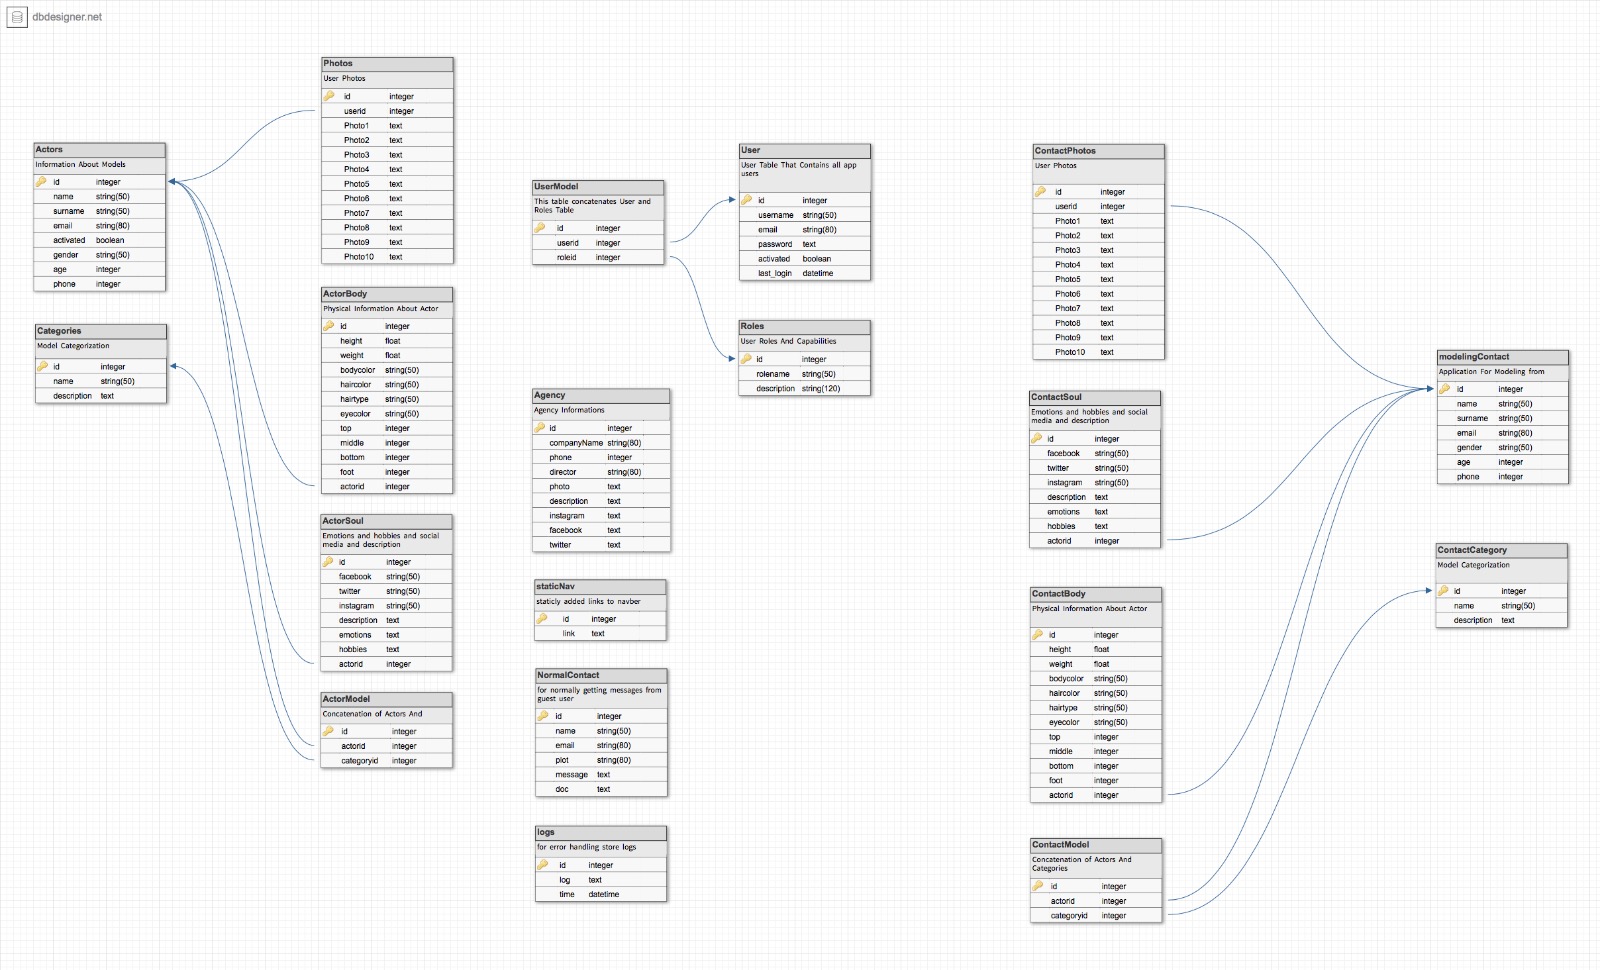 dbdesigner.net
Photos
User Photos
id integer
userid integer
Photo1 text
Photo2 text
Photo3 text
Photo4 text
Photo5 text
Photo6 text
Photo7 text
Photo8 text
Photo9 text
Photo10 text
Actors
Information About Models
id integer
name string(50)
surname string(50)
email string(80)
activated boolean
gender string(50)
age integer
phone integer
Categories
Model Categorization
id integer
name string(50)
description text
ActorBody
Physical Information About Actor
id integer
height float
weight float
bodycolor string(50)
haircolor string(50)
hairtype string(50)
eyecolor string(50)
top integer
middle integer
bottom integer
foot integer
actorid integer
ActorSoul
Emotions and hobbies and social
media and description
id integer
facebook string(50)
twitter string(50)
instagram string(50)
description text
emotions text
hobbies text
actorid integer
ActorModel
Concatenation of Actors And
id integer
actorid integer
categoryid integer
UserModel
This table concatenates User and
Roles Table
id integer
userid integer
roleid integer
User
User Table That Contains all app
users
id integer
username string(50)
email string(80)
password text
activated boolean
last_login datetime
Roles
User Roles And Capabilities
id integer
rolename string(50)
description string(120)
Agency
Agency Informations
id integer
companyName string(80)
phone integer
director string(80)
photo text
description text
instagram text
facebook text
twitter text
staticNav
staticly added links to navber
id integer
link text
NormalContact
for normally getting messages from
guest user
id integer
name string(50)
email string(80)
plot string(80)
message text
doc text
logs
for error handling store logs
id integer
log text
time datetime
ContactPhotos
User Photos
id integer
userid integer
Photo1 text
Photo2 text
Photo3 text
Photo4 text
Photo5 text
Photo6 text
Photo7 text
Photo8 text
Photo9 text
Photo10 text
ContactSoul
Emotions and hobbies and social
media and description
id integer
facebook string(50)
twitter string(50)
instagram string(50)
description text
emotions text
hobbies text
actorid integer
ContactBody
Physical Information About Actor
id integer
height float
weight float
bodycolor string(50)
haircolor string(50)
hairtype string(50)
eyecolor string(50)
top integer
middle integer
bottom integer
foot integer
actorid integer
ContactModel
Concatenation of Actors And
Categories
id integer
actorid integer
categoryid integer
modelingContact
Application For Modeling from
id integer
name string(50)
surname string(50)
email string(80)
gender string(50)
age integer
phone integer
ContactCategory
Model Categorization
id integer
name string(50)
description text